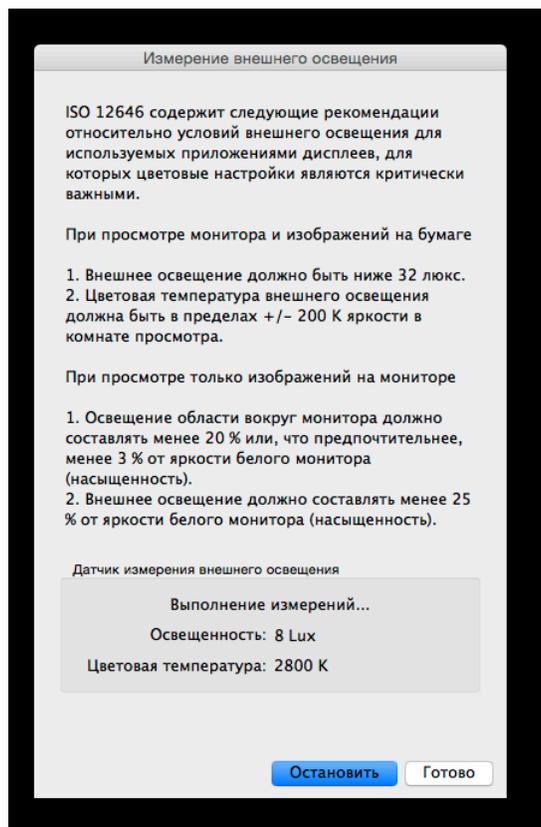 Измерение внешнего освещения
ISO 12646 содержит следующие рекомендации
относительно условий внешнего освещения для
используемых приложениями дисплеев, для
которых цветовые настройки являются критически
важными.
При просмотре монитора и изображений на бумаге
1. Внешнее освещение должно быть ниже 32 люкс.
2. Цветовая температура внешнего освещения
должна быть в пределах +/- 200 K яркости в
комнате просмотра.
При просмотре только изображений на мониторе
1. Освещение области вокруг монитора должно
составлять менее 20 % или, что предпочтительнее,
менее 3 % от яркости белого монитора
(насыщенность).
2. Внешнее освещение должно составлять менее 25
% от яркости белого монитора (насыщенность).
Датчик измерения внешнего освещения
Выполнение измерений...
Освещенность: 8 Lux
Цветовая температура: 2800 K
Остановить Готово